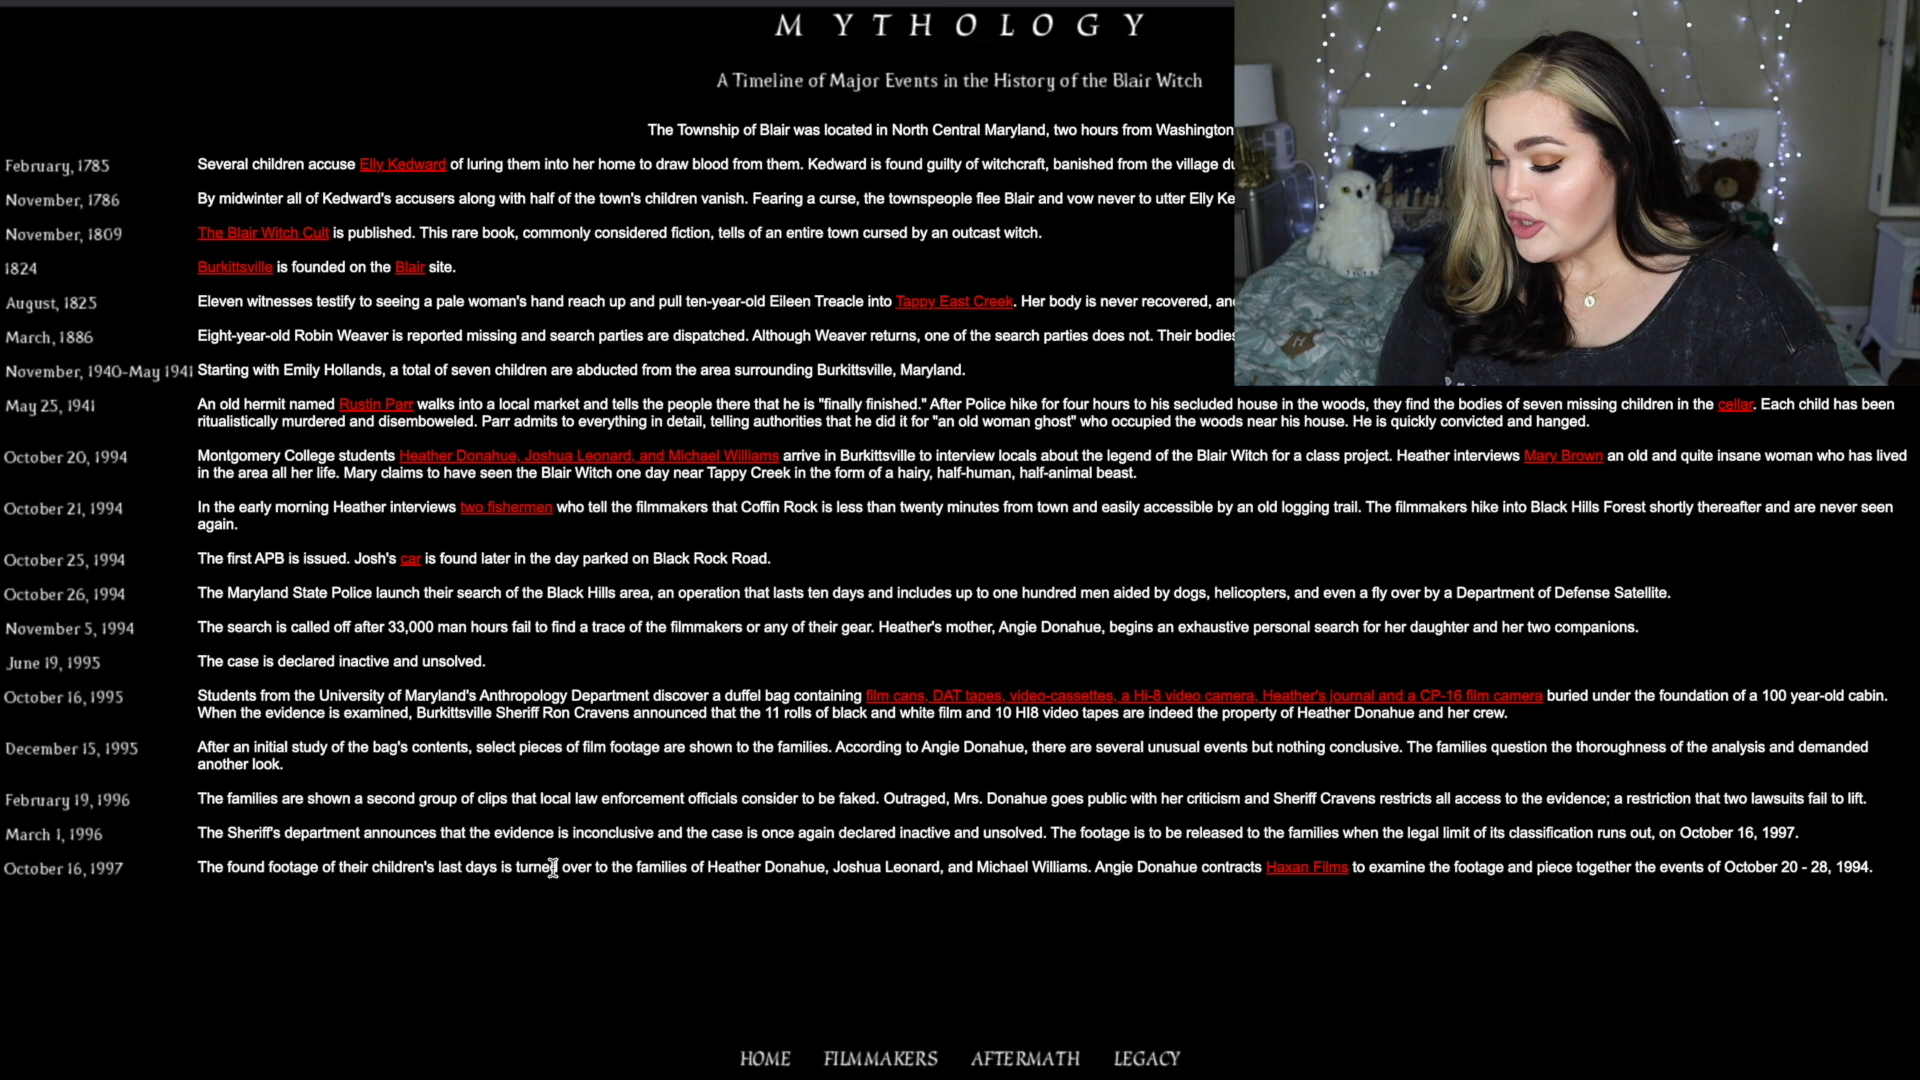 MYTHOLOGY
A Timeline of Major Events in the History of the Blair Witch
The Township of Blair was located in North Central Maryland, two hours from Washington
February, 1785 Several children accuse Elly Kedward of luring them into her home to draw blood from them. Kedward is found guilty of witchcraft, banished from the village
November, 1786 By midwinter all of Kedward's accusers along with half of the town's children vanish. Fearing a curse, the townspeople flee Blair and vow never to utter Elly
November, 1809 The Blair Witch Cult is published. This rare book, commonly considered fiction, tells of an entire town cursed by an outcast witch.
1824 Burkittsville is founded on the Blair site.
August, 1825 Eleven witnesses testify to seeing a pale woman's hand reach up and pull ten-year-old Eileen Treacle into Tappy East Creek. Her body is never recovered,
March, 1886 Eight-year-old Robin Weaver is reported missing and search parties are dispatched. Although Weaver returns, one of the search parties does not. Their bodies
November, 1940-May 1941 Starting with Emily Hollands, a total of seven children are abducted from the area surrounding Burkittsville, Maryland.
May 25, 1941 An old hermit named Rustin Parr walks into a local market and tells the people there that he is "finally finished." After Police hike for four hours to his secluded house in the woods, they find the bodies of seven missing children in the cellar. Each child has been
ritualistically murdered and disemboweled. Parr admits to everything in detail, telling authorities that he did it for "an old woman ghost" who occupied the woods near his house. He is quickly convicted and hanged.
October 20, 1994 Montgomery College students Heather Donahue, Joshua Leonard, and Michael Williams arrive in Burkittsville to interview locals about the legend of the Blair Witch for a class project. Heather interviews Mary Brown an old and quite insane woman who has lived
in the area all her life. Mary claims to have seen the Blair Witch one day near Tappy Creek in the form of a hairy, half-human, half-animal beast.
October 21, 1994 In the early morning Heather interviews two fishermen who tell the filmmakers that Coffin Rock is less than twenty minutes from town and easily accessible by an old logging trail. The filmmakers hike into Black Hills Forest shortly thereafter and are never seen
again.
October 25, 1994 The first APB is issued. Josh's car is found later in the day parked on Black Rock Road.
October 26, 1994 The Maryland State Police launch their search of the Black Hills area, an operation that lasts ten days and includes up to one hundred men aided by dogs, helicopters, and even a fly over by a Department of Defense Satellite.
November 5, 1994 The search is called off after 33,000 man hours fail to find a trace of the filmmakers or any of their gear. Heather's mother, Angie Donahue, begins an exhaustive personal search for her daughter and her two companions.
June 19, 1995 The case is declared inactive and unsolved.
October 16, 1995 Students from the University of Maryland's Anthropology Department discover a duffel bag containing film cans, DAT tapes, video-cassettes, a Hi-8 video camera, Heather's journal and a CP-16 film camera buried under the foundation of a 100 year-old cabin.
When the evidence is examined, Burkittsville Sheriff Ron Cravens announced that the 11 rolls of black and white film and 10 HI8 video tapes are indeed the property of Heather Donahue and her crew.
December 15, 1995 After an initial study of the bag's contents, select pieces of film footage are shown to the families. According to Angie Donahue, there are several unusual events but nothing conclusive. The families question the thoroughness of the analysis and demanded
another look.
February 19, 1996 The families are shown a second group of clips that local law enforcement officials consider to be faked. Outraged, Mrs. Donahue goes public with her criticism and Sheriff Cravens restricts all access to the evidence; a restriction that two lawsuits fail to lift.
March 1, 1996 The Sheriff's department announces that the evidence is inconclusive and the case is once again declared inactive and unsolved. The footage is to be released to the families when the legal limit of its classification runs out, on October 16, 1997.
October 16, 1997 The found footage of their children's last days is turned over to the families of Heather Donahue, Joshua Leonard, and Michael Williams. Angie Donahue contracts Haxan Films to examine the footage and piece together the events of October 20 - 28, 1994.
HOME FILMMAKERS AFTERMATH LEGACY